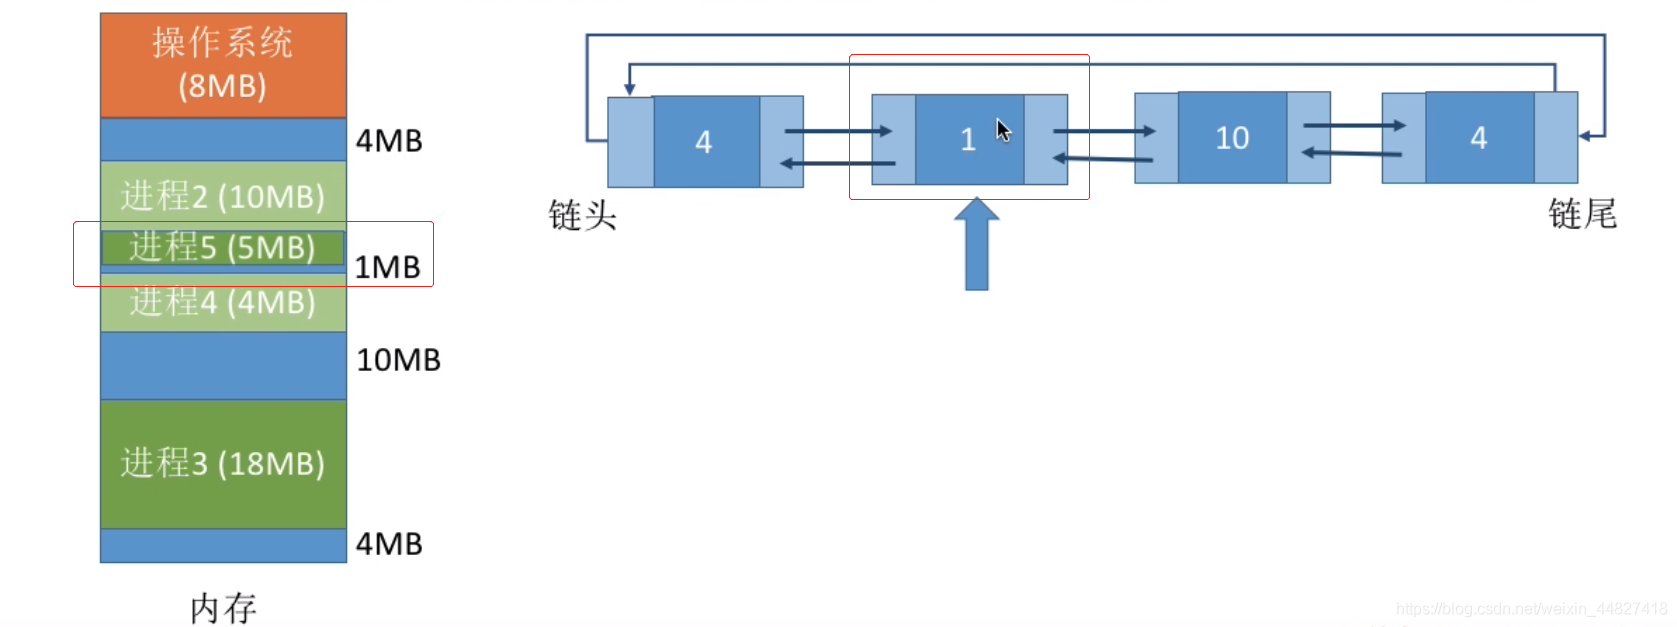 操作系统
(8MB)
4MB
进程2 (10MB)
进程5 (5MB)
1MB
进程4 (4MB)
10MB
进程3 (18MB)
4MB
内存
4
1
10
4
链头
链尾
https://blog.csdn.net/weixin_44827418